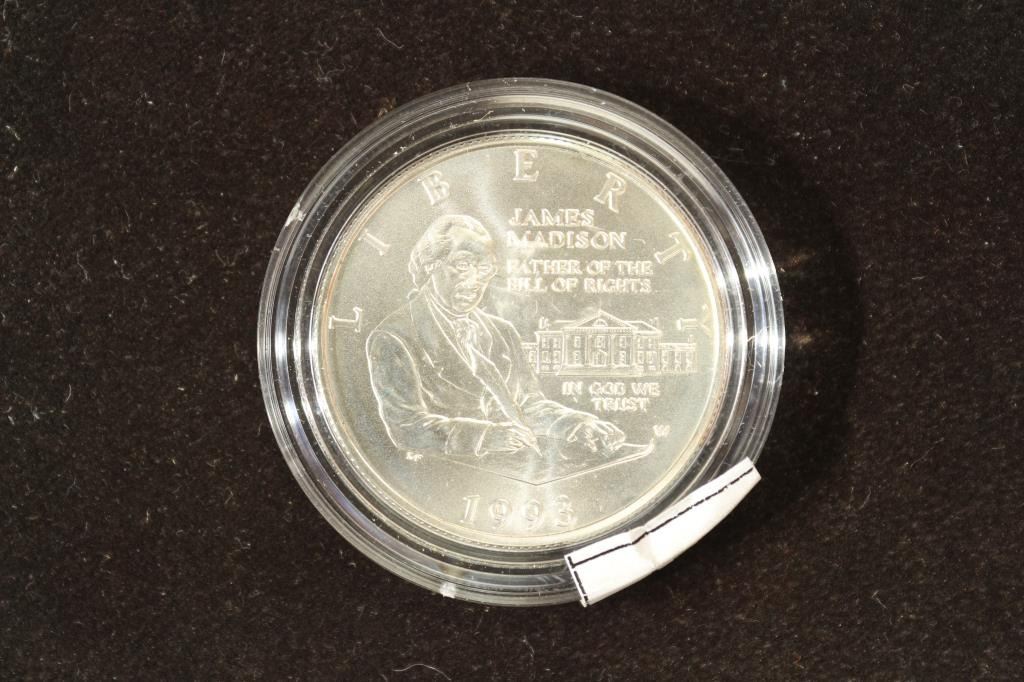 LIBERTY
JAMES
MADISON
FATHER OF THE
BILL OF RIGHTS
IN GOD WE
TRUST
W
1993